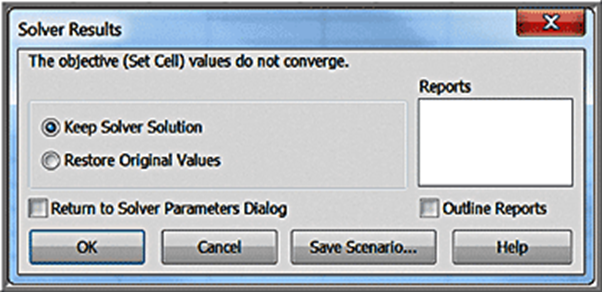 Solver Results
The objective (Set Cell) values do not converge.
Reports
Keep Solver Solution
Restore Original Values
Return to Solver Parameters Dialog
Outline Reports
OK
Cancel
Save Scenario...
Help